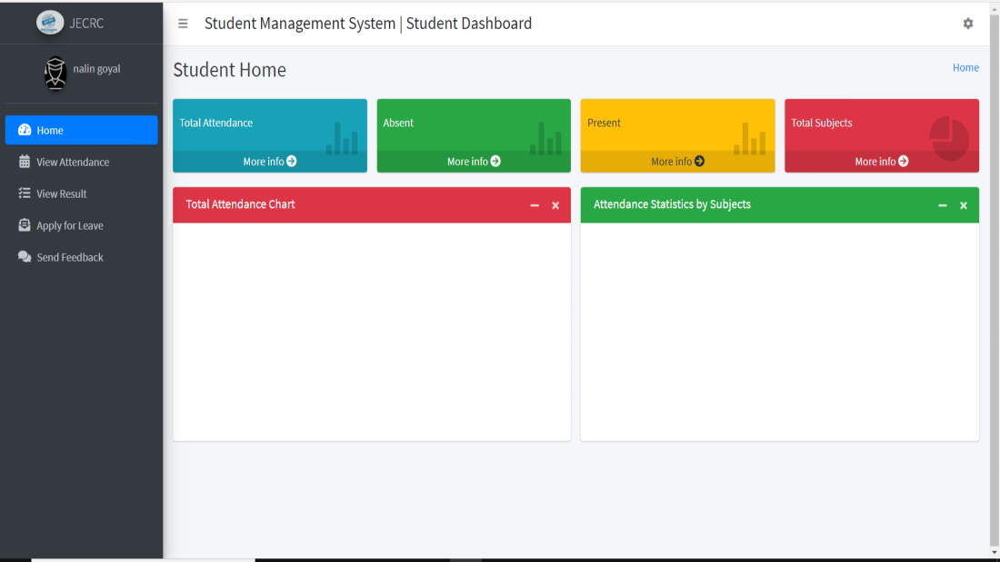 JECRC
nalin goyal
Home
View Attendance
View Result
Apply for Leave
Send Feedback
Student Management System | Student Dashboard
Student Home
Home
Total Attendance
More info
Absent
More info
Present
More info
Total Subjects
More info
Total Attendance Chart
Attendance Statistics by Subjects